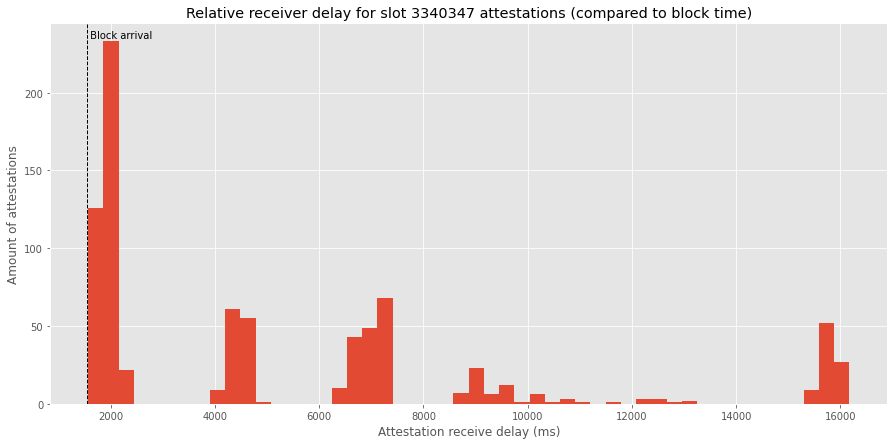 Relative receiver delay for slot 3340347 attestations (compared to block time)
Block arrival
Amount of attestations
200
150
100
50
0
2000 4000 6000 8000 10000 12000 14000 16000
Attestation receive delay (ms)